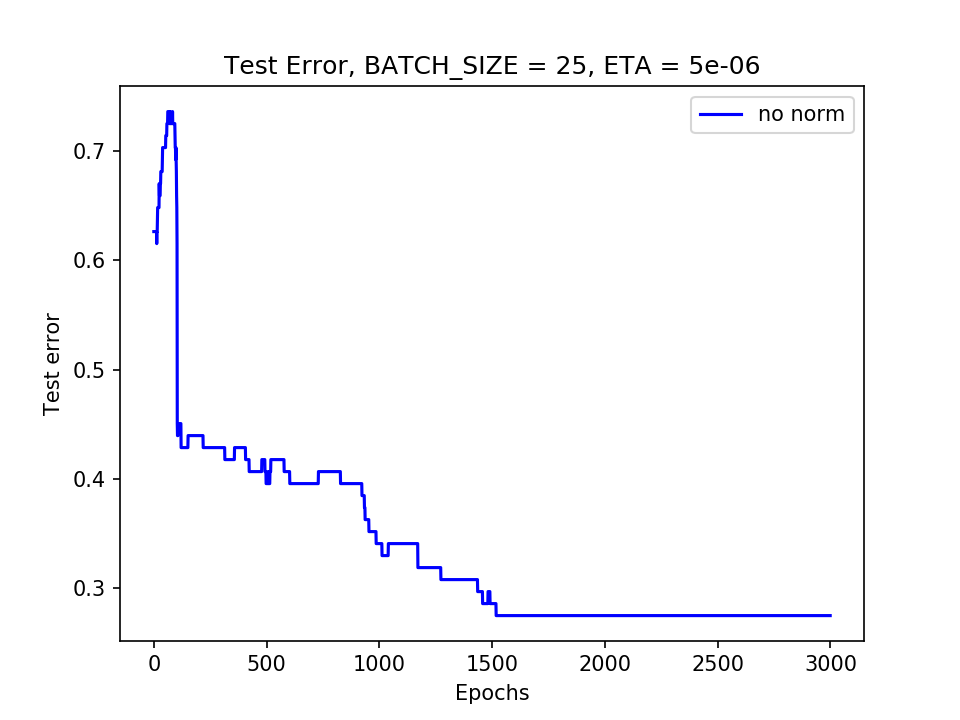 Test Error, BATCH_SIZE = 25, ETA = 5e-06
no norm
0.7
0.6
0.5
0.4
0.3
Test error
0 500 1000 1500 2000 2500 3000
Epochs